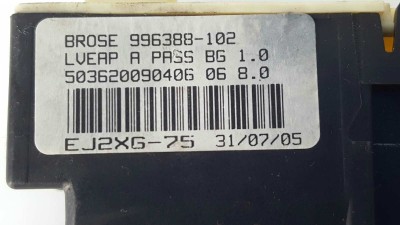 BROSE 996388-102
LVEAP A PASS BG 1.0
503620090406 06 8.0
EJ2XG-75 31/07/05